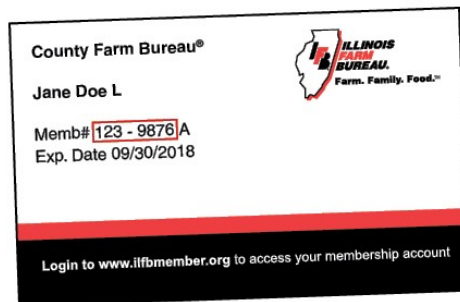 County Farm Bureau®
ILLINOIS
FARM
BUREAU.
Farm. Family. Food.™
Jane Doe L
Memb# 123 - 9876 A
Exp. Date 09/30/2018
Login to www.ilfbmember.org to access your membership account